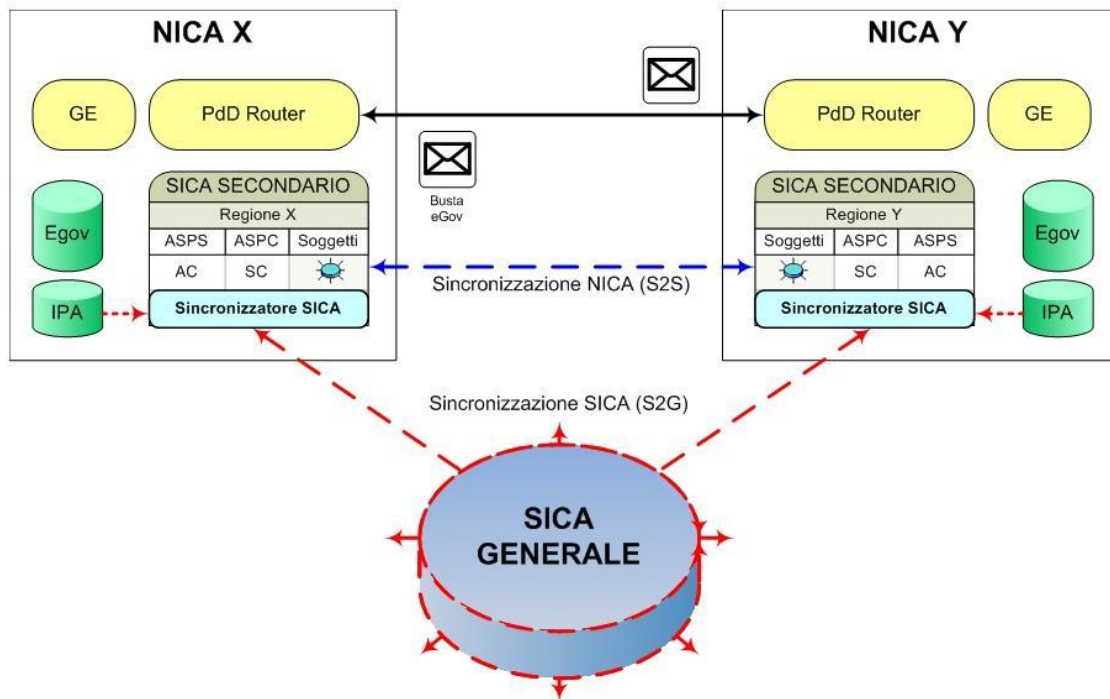 NICA X
NICA Y
GE
PdD Router
PdD Router
GE
Busta
eGov
SICA SECONDARIO
Regione X
ASPS ASPC Soggetti
AC SC
Sincronizzatore SICA
Egov
IPA
SICA SECONDARIO
Regione Y
Soggetti ASPC ASPS
SC AC
Sincronizzatore SICA
Egov
IPA
Sincronizzazione NICA (S2S)
Sincronizzazione SICA (S2G)
SICA
GENERALE